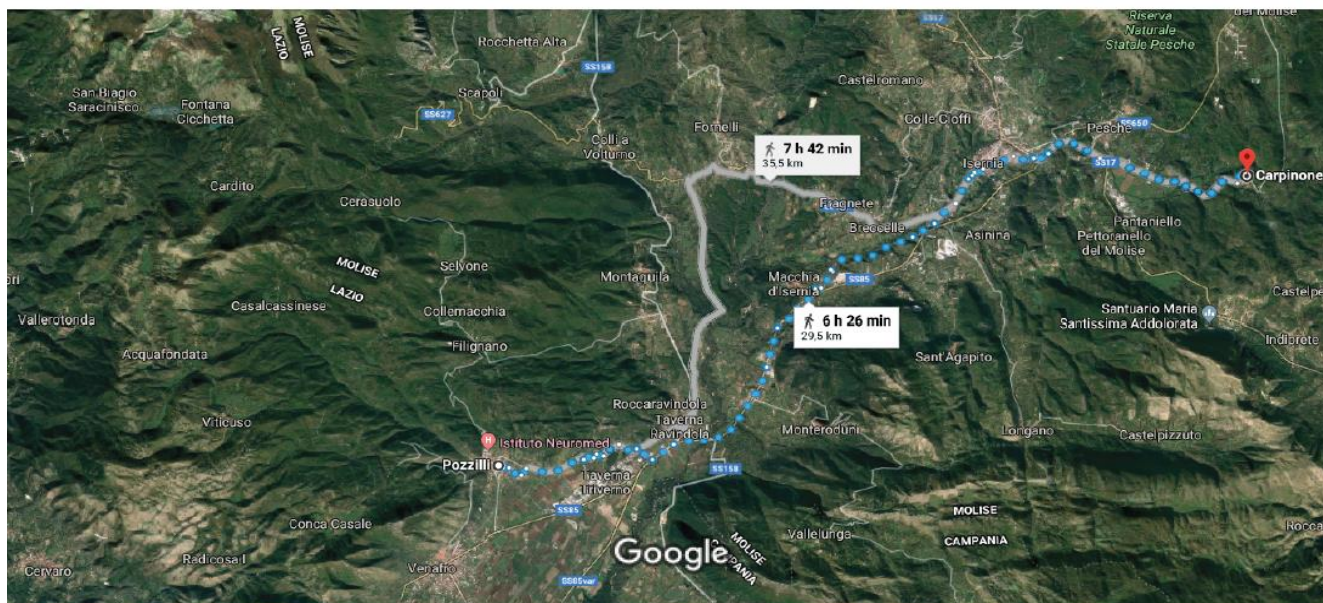 Riserva
Naturale
Statale Pesche
del Molise
MOLISE
LAZIO
Rocchetta Alta
SS17
SS158
San Biagio
Saracinisco
Fontana
Cicchetta
Scapoli
Castelromano
SS627
Colli a
Volturno
Fornelli
Colle Cioffi
SS650
Pesche
7 h 42 min
35,5 km
Isernia
SS17
Carpinone
Cardito
Cerasuolo
Fragnete
Breccelle
Asinina
Pantaniello
Pettoranello
del Molise
MOLISE
LAZIO
Selvone
Montaquila
Macchia
d'Isernia
SS85
Vallerotonda
Casalcassinese
Collemacchia
6 h 26 min
29,5 km
Santuario Maria
Santissima Addolorata
Acquafondata
Filignano
Sant'Agapito
Indiprete
Roccaravindola
Taverna
Ravindola
Viticuso
Istituto Neuromed
Monteroduni
Longano
Castelpizzuto
Pozzilli
Taverna
Triverno
SS158
SS85
Conca Casale
Vallelunga
MOLISE
CAMPANIA
Google
MOLISE
CAMPANIA
Radicosa
Cervaro
Venafro
SS85var